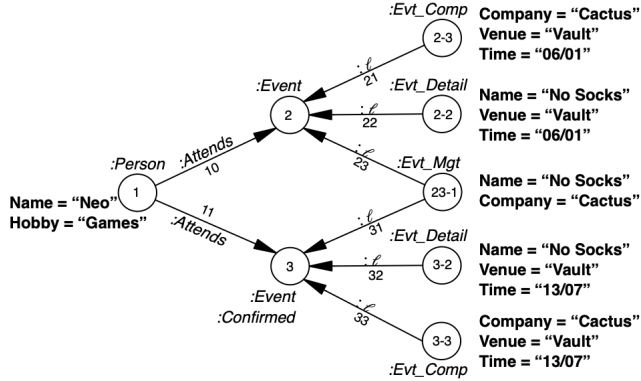 :Evt_Comp
2-3
Company = “Cactus”
Venue = “Vault”
Time = “06/01”
:ℓ
21
:Event
2
:Evt_Detail
2-2
Name = “No Socks”
Venue = “Vault”
Time = “06/01”
:ℓ
22
:Attends
10
:ℓ
23
:Person
1
Name = “Neo”
Hobby = “Games”
:Evt_Mgt
23-1
Name = “No Socks”
Company = “Cactus”
11
:Attends
:ℓ
31
3
:Event
:Confirmed
:Evt_Detail
3-2
Name = “No Socks”
Venue = “Vault”
Time = “13/07”
:ℓ
32
:ℓ
33
3-3
:Evt_Comp
Company = “Cactus”
Venue = “Vault”
Time = “13/07”